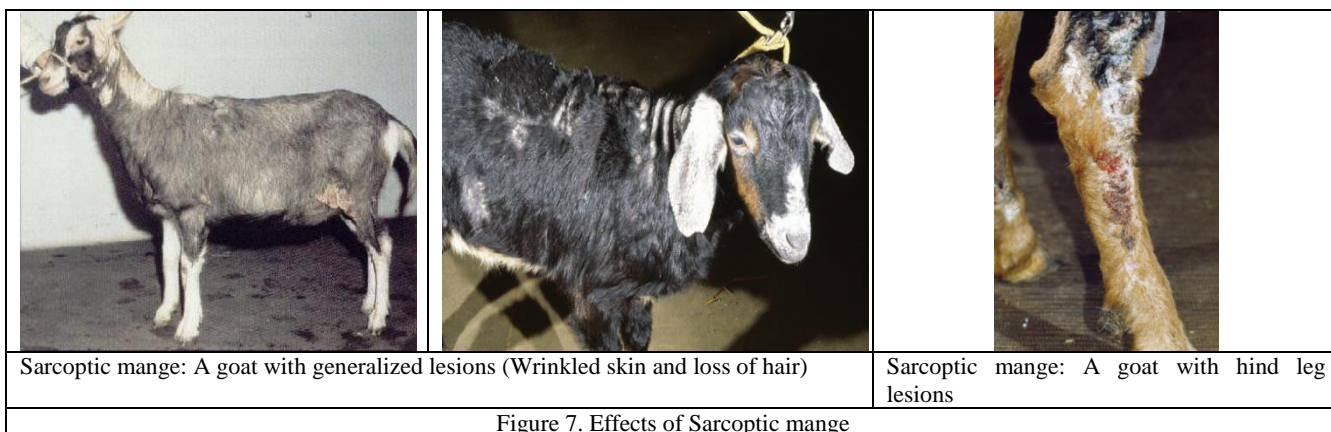 Sarcoptic mange: A goat with generalized lesions (Wrinkled skin and loss of hair)
Sarcoptic mange: A goat with hind leg
lesions
Figure 7. Effects of Sarcoptic mange